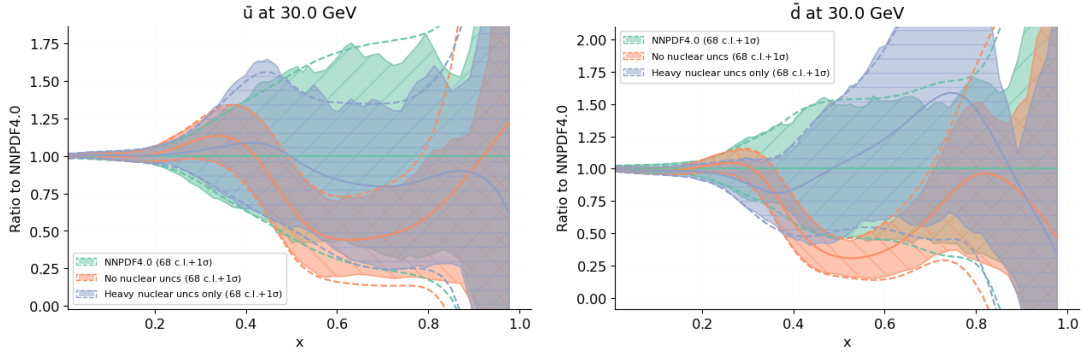 ū at 30.0 GeV
Ratio to NNPDF4.0
1.75
1.50
1.25
1.00
0.75
0.50
0.25
0.00
NNPDF4.0 (68 c.l.+1σ)
No nuclear uncs (68 c.l.+1σ)
Heavy nuclear uncs only (68 c.l.+1σ)
0.2 0.4 0.6 0.8 1.0
x
d̄ at 30.0 GeV
Ratio to NNPDF4.0
2.00
1.75
1.50
1.25
1.00
0.75
0.50
0.25
0.00
NNPDF4.0 (68 c.l.+1σ)
No nuclear uncs (68 c.l.+1σ)
Heavy nuclear uncs only (68 c.l.+1σ)
0.2 0.4 0.6 0.8 1.0
x